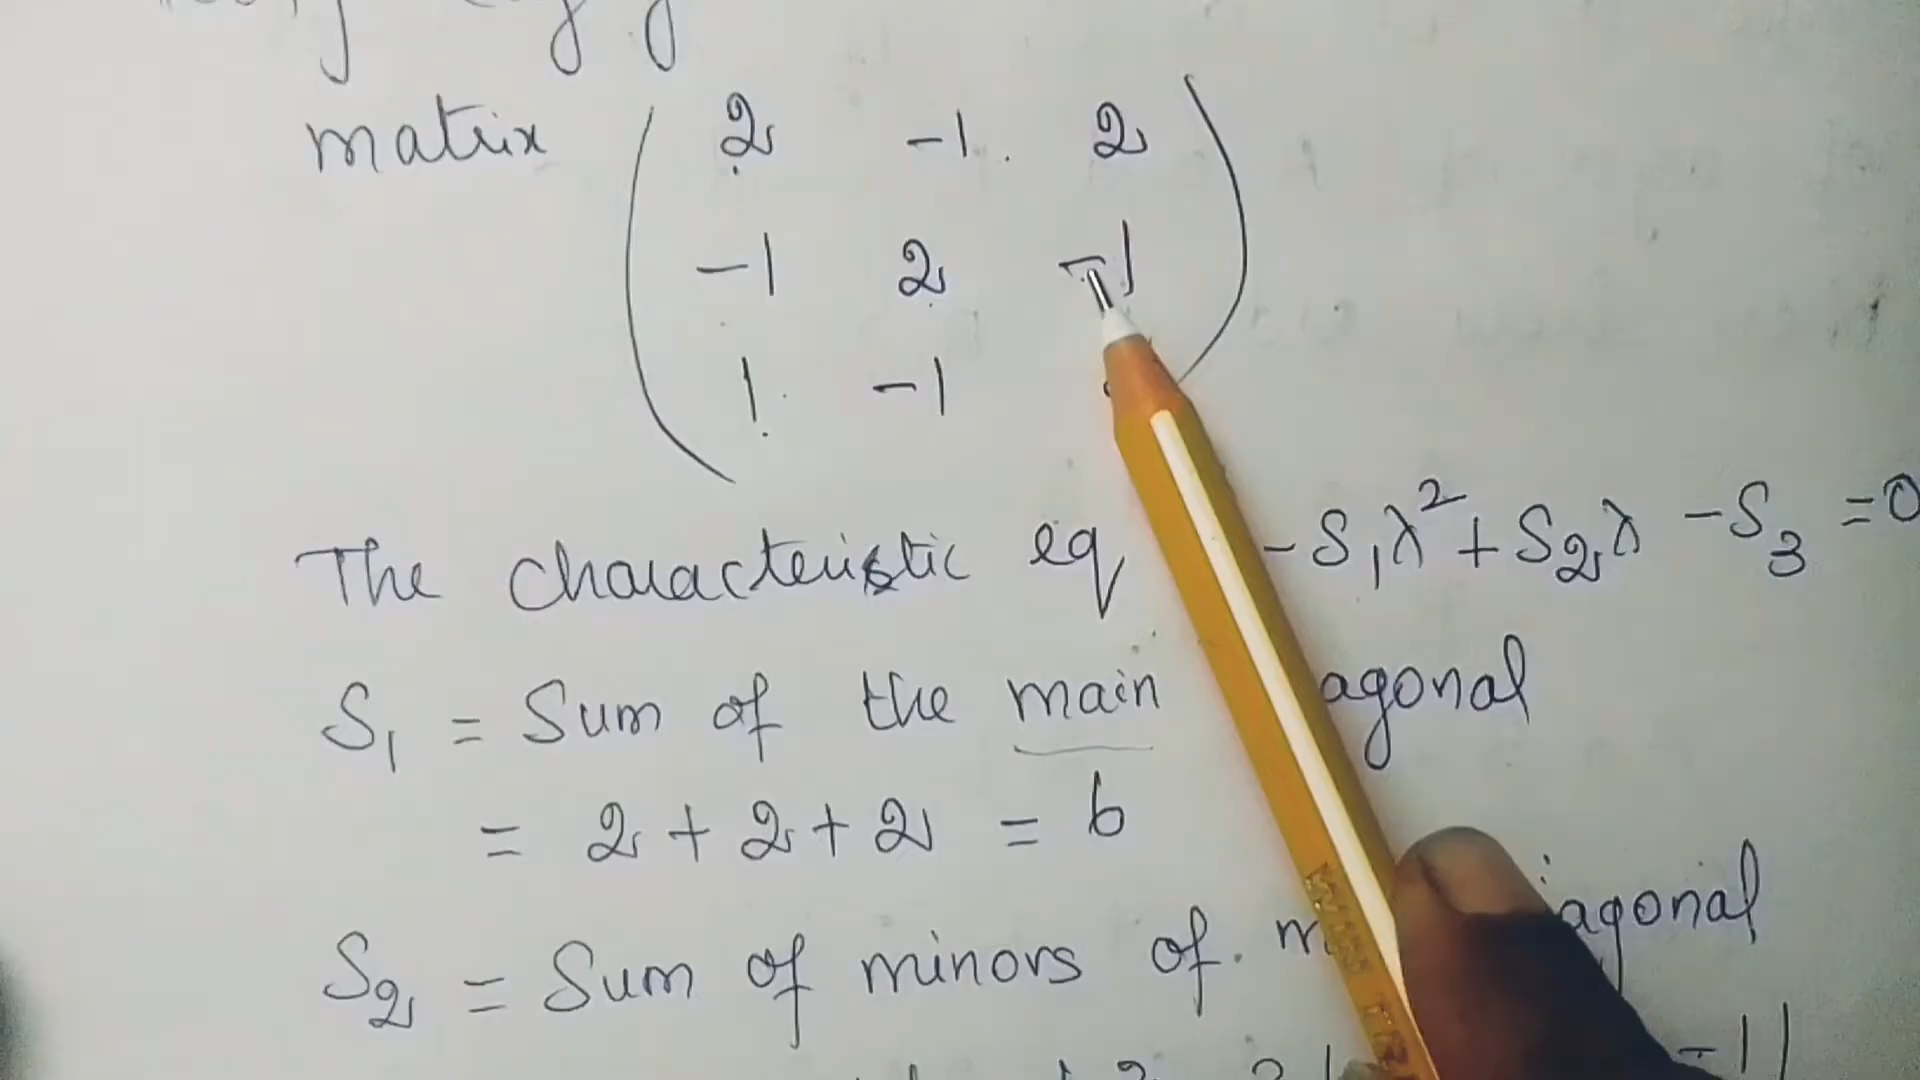 matrix ( 2 -1 2
-1 2 -1
1 -1 )
The characteristic eq - S₁λ² + S₂λ - S₃ = 0
S₁ = Sum of the main agonal
= 2 + 2 + 2 = 6
S₂ = Sum of minors of m agonal
-1|